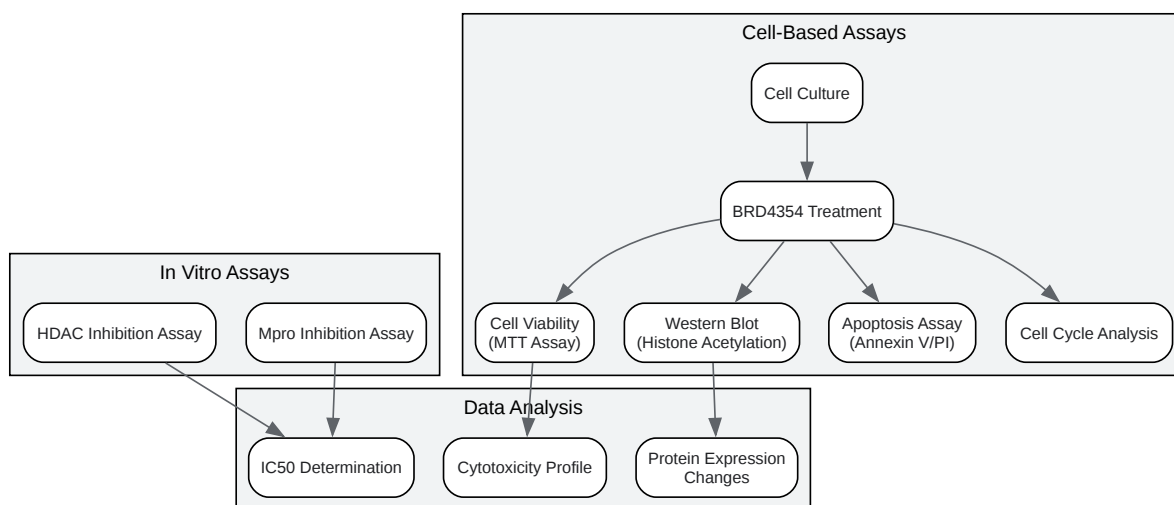 Cell-Based Assays
Cell Culture
BRD4354 Treatment
In Vitro Assays
HDAC Inhibition Assay
Mpro Inhibition Assay
Cell Viability
(MTT Assay)
Western Blot
(Histone Acetylation)
Apoptosis Assay
(Annexin V/PI)
Cell Cycle Analysis
Data Analysis
IC50 Determination
Cytotoxicity Profile
Protein Expression
Changes